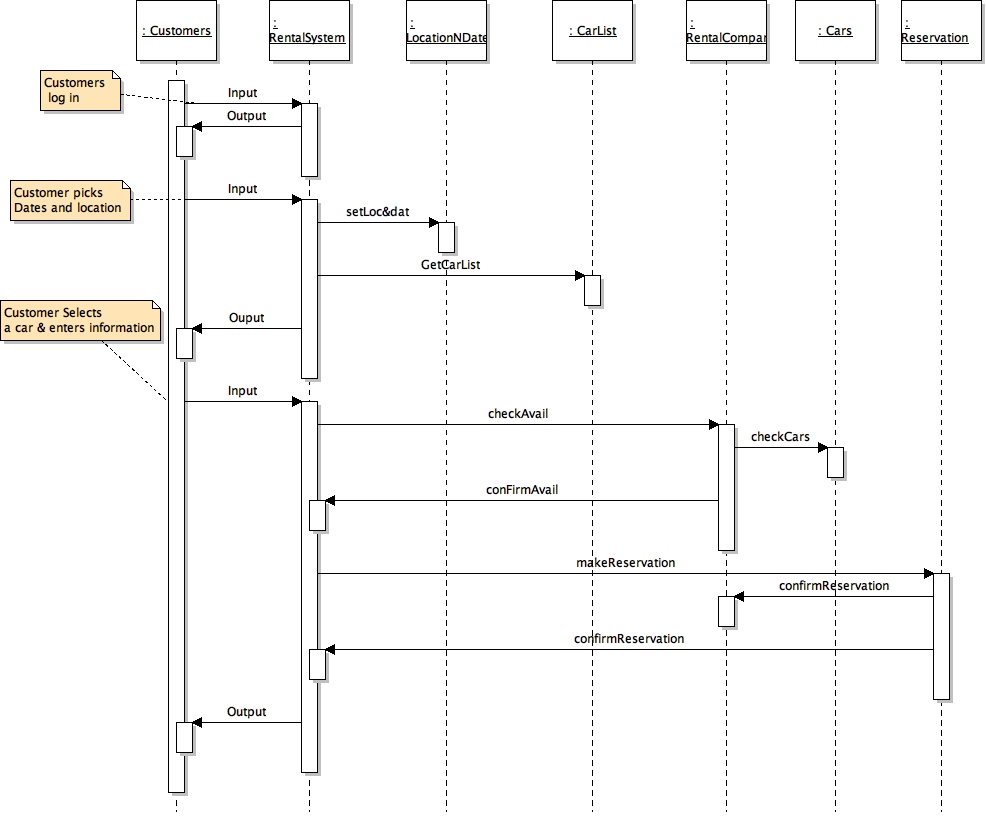 : Customers
:
RentalSystem
:
LocationNDate
: CarList
:
RentalCompar
: Cars
:
Reservation
Customers
log in
Input
Output
Customer picks
Dates and location
Input
setLoc&dat
GetCarList
Customer Selects
a car & enters information
Ouput
Input
checkAvail
checkCars
conFirmAvail
makeReservation
confirmReservation
confirmReservation
Output